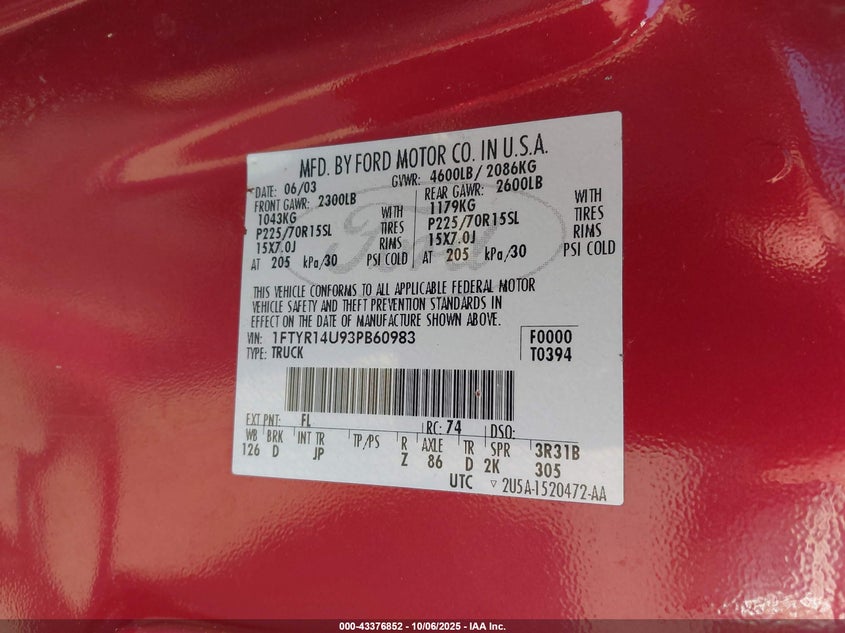 MFD. BY FORD MOTOR CO. IN U.S.A.
DATE: 06/03 GVWR: 4600LB/ 2086KG
FRONT GAWR: 2300LB REAR GAWR: 2600LB
1043KG WITH 1179KG WITH
P225/70R15SL TIRES P225/70R15SL TIRES
15X7.0J RIMS 15X7.0J RIMS
AT 205 kPa/30 PSI COLD AT 205 kPa/30 PSI COLD
Ford
THIS VEHICLE CONFORMS TO ALL APPLICABLE FEDERAL MOTOR
VEHICLE SAFETY AND THEFT PREVENTION STANDARDS IN
EFFECT ON THE DATE OF MANUFACTURE SHOWN ABOVE.
VIN: 1FTYR14U93PB60983 F0000
TYPE: TRUCK T0394
EXT PNT: FL RC: 74 DSO:
WB BRK INT TR TP/PS R AXLE TR SPR 3R31B
126 D JP Z 86 D 2K 305
UTC ▽ 2U5A-1520472-AA
000-43376852 - 10/06/2025 - IAA Inc.